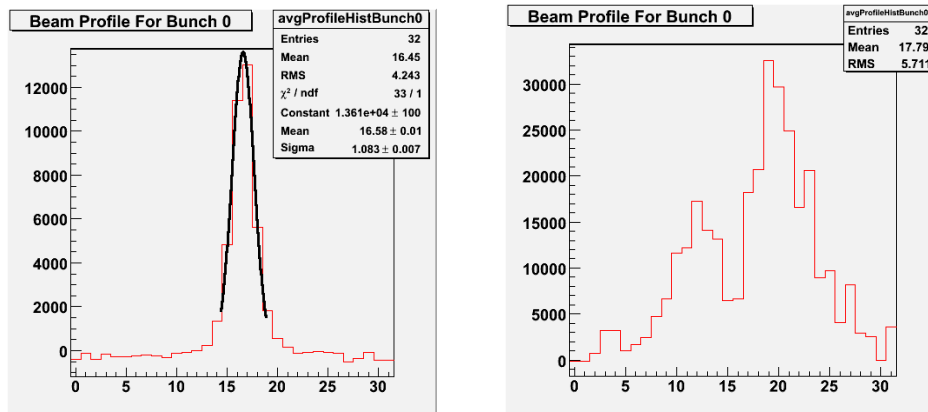 Beam Profile For Bunch 0
avgProfileHistBunch0
Entries 32
Mean 16.45
RMS 4.243
χ² / ndf 33 / 1
Constant 1.361e+04 ± 100
Mean 16.58 ± 0.01
Sigma 1.083 ± 0.007
12000
10000
8000
6000
4000
2000
0
0 5 10 15 20 25 30
Beam Profile For Bunch 0
avgProfileHistBunch0
Entries 32
Mean 17.79
RMS 5.711
30000
25000
20000
15000
10000
5000
0
0 5 10 15 20 25 30